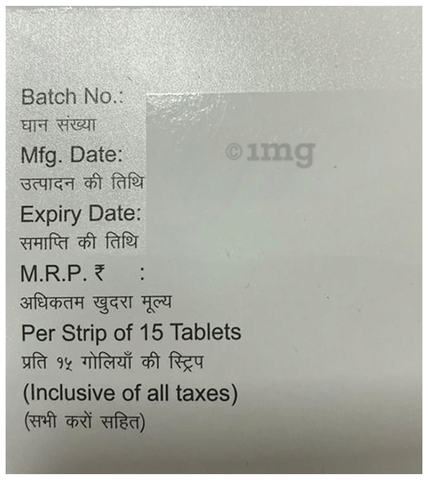 Batch No.:
घान संख्या
©1mg
Mfg. Date:
उत्पादन की तिथि
Expiry Date:
समाप्ति की तिथि
M.R.P. ₹ :
अधिकतम खुदरा मूल्य
Per Strip of 15 Tablets
प्रति १५ गोलियाँ की स्ट्रिप
(Inclusive of all taxes)
(सभी करों सहित)